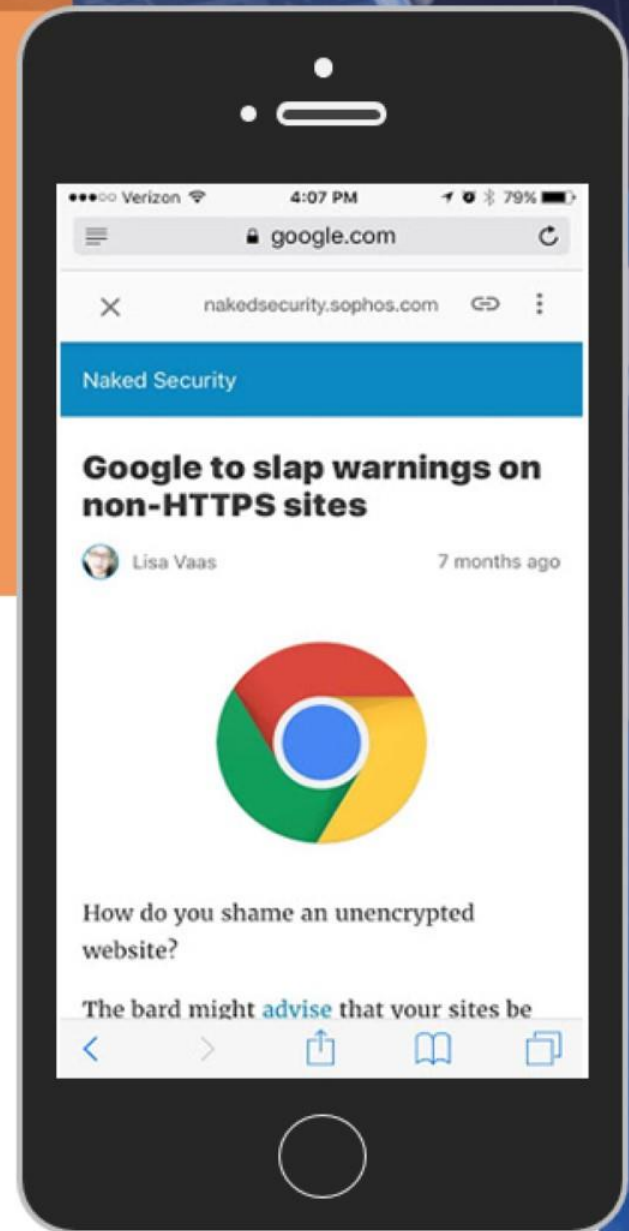 Verizon 4:07 PM 79%
google.com
nakedsecurity.sophos.com
Naked Security
Google to slap warnings on
non-HTTPS sites
Lisa Vaas 7 months ago
How do you shame an unencrypted
website?
The bard might advise that your sites be